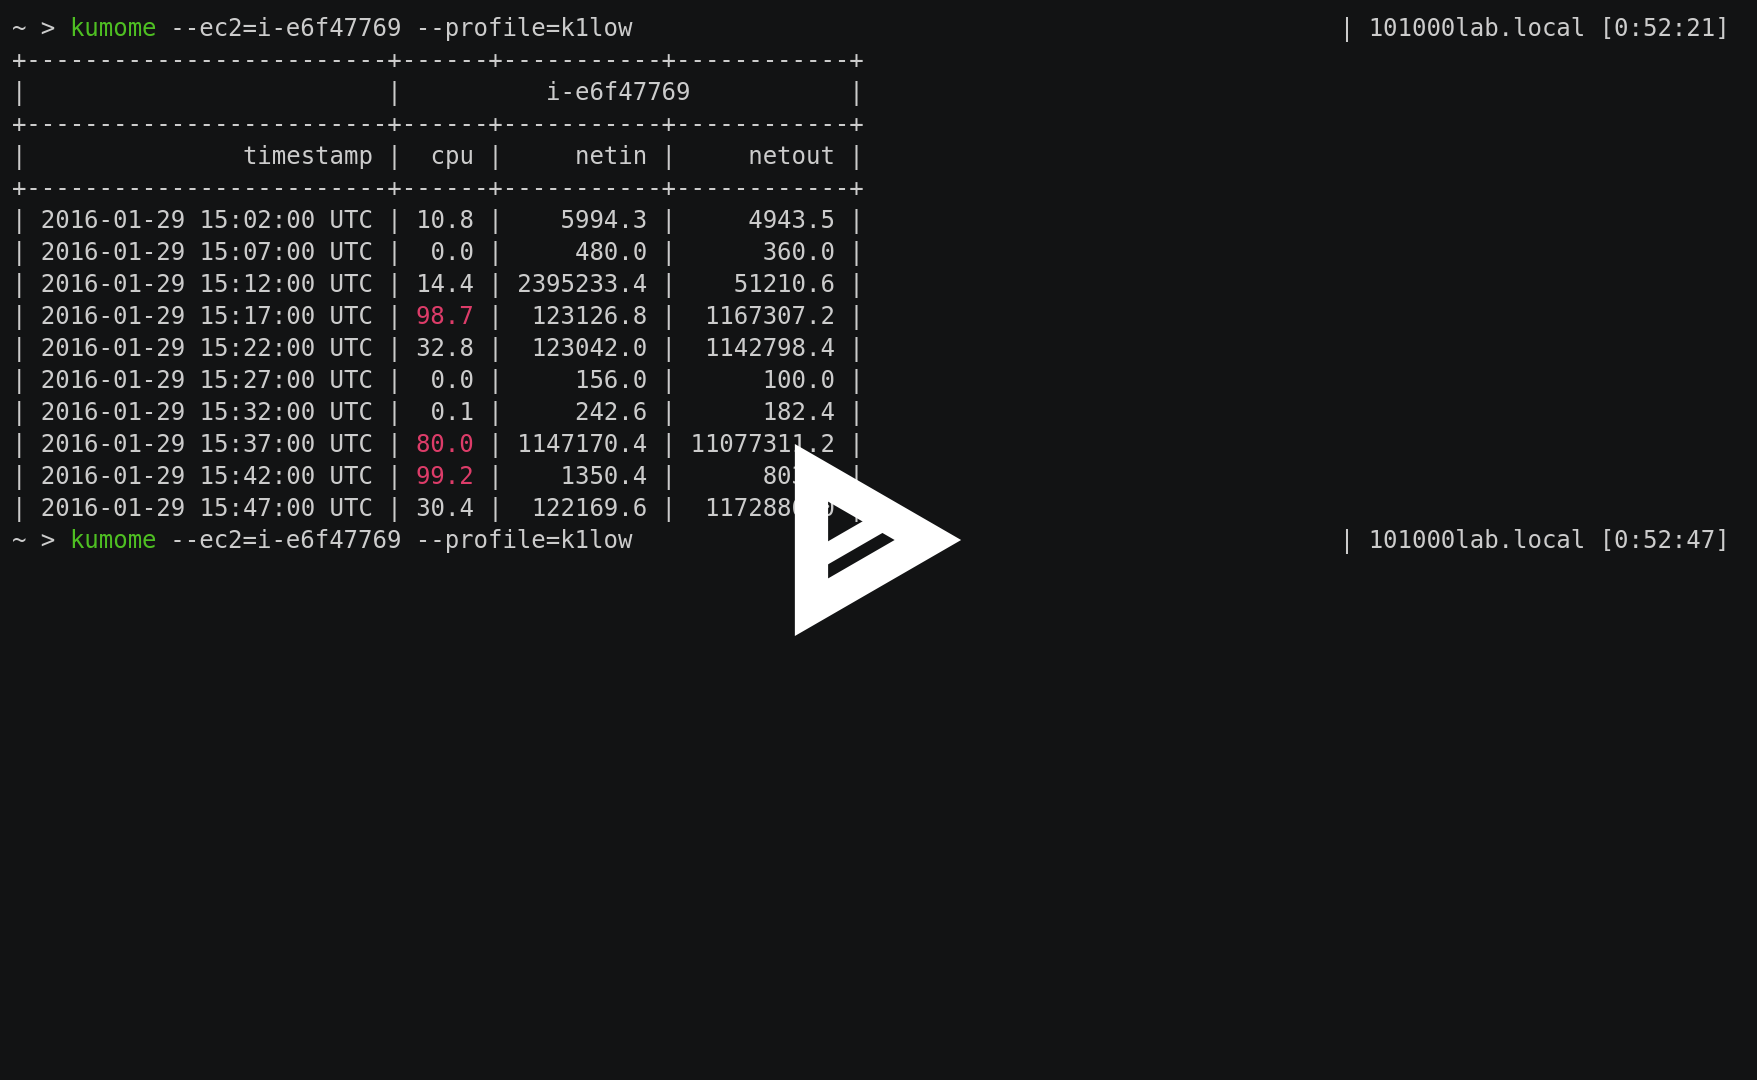 ~ > kumome --ec2=i-e6f47769 --profile=k1low | 101000lab.local [0:52:21]
+-------------------------+------+-----------+------------+
|                         |          i-e6f47769           |
+-------------------------+------+-----------+------------+
|               timestamp |  cpu |     netin |     netout |
+-------------------------+------+-----------+------------+
| 2016-01-29 15:02:00 UTC | 10.8 |    5994.3 |     4943.5 |
| 2016-01-29 15:07:00 UTC |  0.0 |     480.0 |      360.0 |
| 2016-01-29 15:12:00 UTC | 14.4 | 2395233.4 |    51210.6 |
| 2016-01-29 15:17:00 UTC | 98.7 |  123126.8 |  1167307.2 |
| 2016-01-29 15:22:00 UTC | 32.8 |  123042.0 |  1142798.4 |
| 2016-01-29 15:27:00 UTC |  0.0 |     156.0 |      100.0 |
| 2016-01-29 15:32:00 UTC |  0.1 |     242.6 |      182.4 |
| 2016-01-29 15:37:00 UTC | 80.0 | 1147170.4 | 11077311.2 |
| 2016-01-29 15:42:00 UTC | 99.2 |    1350.4 | |
| 2016-01-29 15:47:00 UTC | 30.4 |  122169.6 | |
~ > kumome --ec2=i-e6f47769 --profile=k1low | 101000lab.local [0:52:47]